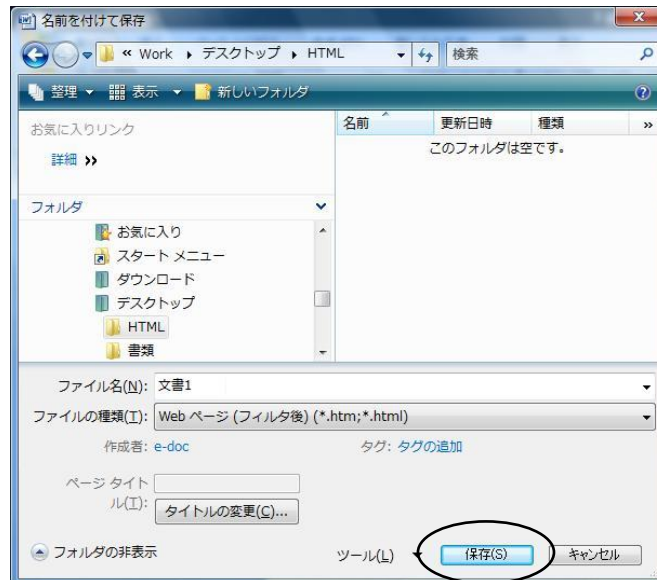 名前を付けて保存
« Work ▸ デスクトップ ▸ HTML 検索
整理 表示 新しいフォルダ
お気に入りリンク
詳細 »
フォルダ
お気に入り
スタート メニュー
ダウンロード
デスクトップ
HTML
書類
名前 更新日時 種類 »
このフォルダは空です。
ファイル名(N): 文書1
ファイルの種類(T): Web ページ (フィルタ後) (*.htm;*.html)
作成者: e-doc タグ: タグの追加
ページ タイト
ル(I):
タイトルの変更(C)...
フォルダの非表示 ツール(L) 保存(S) キャンセル